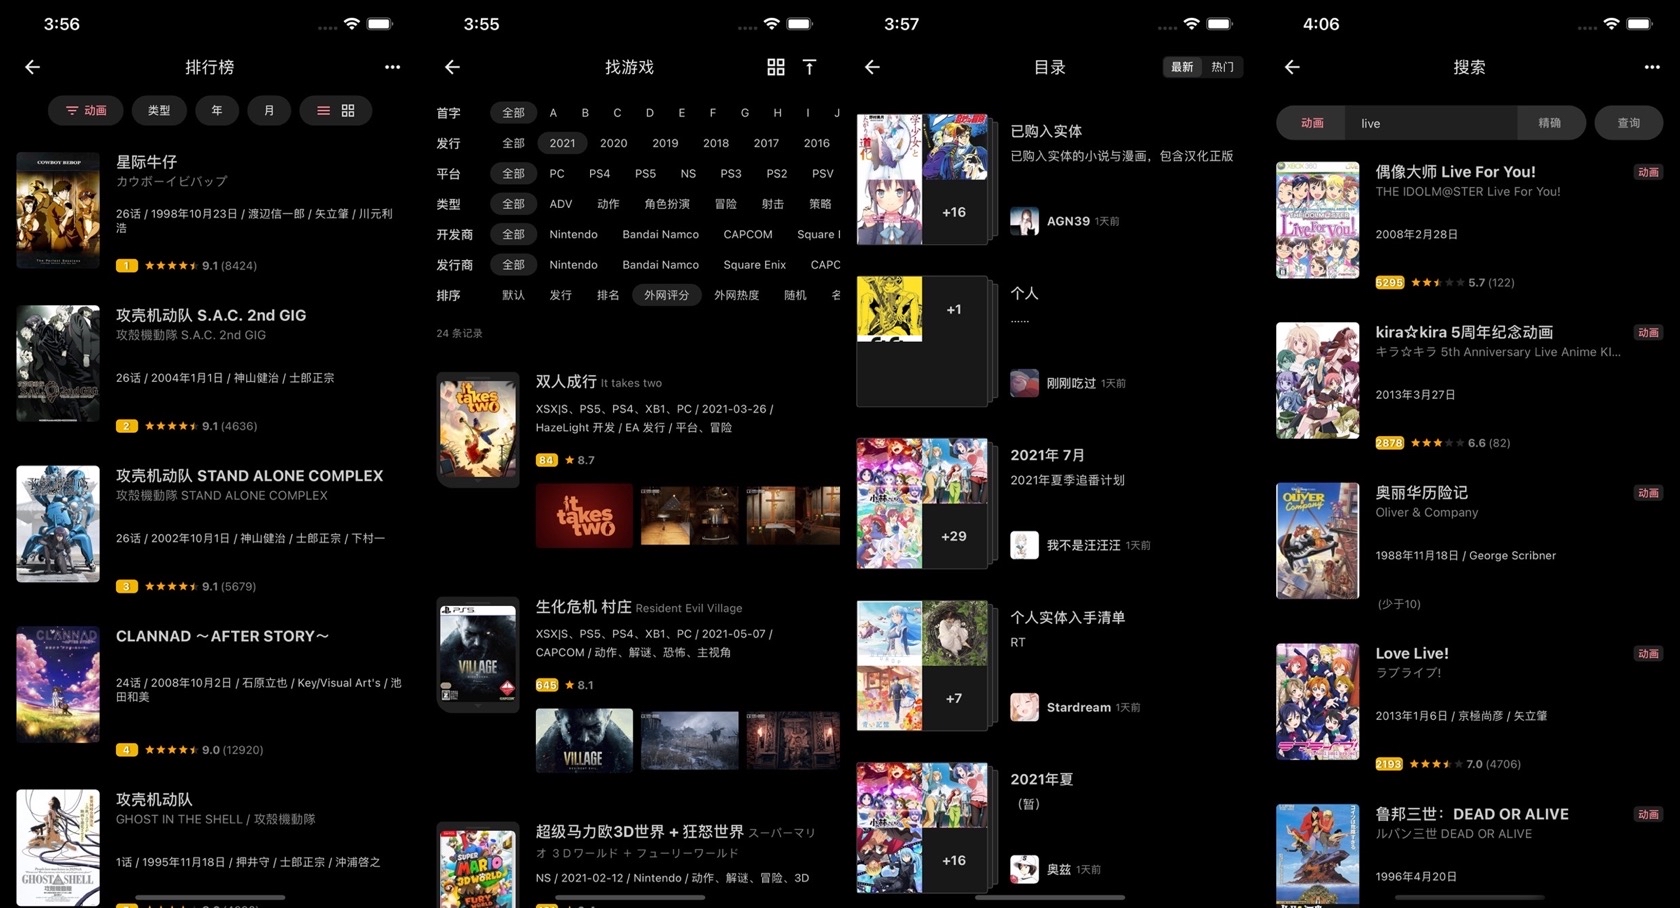 3:56
排行榜
动画 类型 年 月
COWBOY BEBOP
星际牛仔
カウボーイビバップ
26话 / 1998年10月23日 / 渡辺信一郎 / 矢立肇 / 川元利
浩
1 9.1 (8424)
攻壳机动队 S.A.C. 2nd GIG
攻殻機動隊 S.A.C. 2nd GIG
26话 / 2004年1月1日 / 神山健治 / 士郎正宗
2 9.1 (4636)
攻壳机动队 STAND ALONE COMPLEX
攻殻機動隊 STAND ALONE COMPLEX
26话 / 2002年10月1日 / 神山健治 / 士郎正宗 / 下村一
3 9.1 (5679)
CLANNAD
CLANNAD ～AFTER STORY～
24话 / 2008年10月2日 / 石原立也 / Key/Visual Art's / 池
田和美
4 9.0 (12920)
攻壳机动队
GHOST IN THE SHELL / 攻殻機動隊
1话 / 1995年11月18日 / 押井守 / 士郎正宗 / 沖浦啓之
GHOST IN THE SHELL
3:55
找游戏
首字 全部 A B C D E F G H I J
发行 全部 2021 2020 2019 2018 2017 2016
平台 全部 PC PS4 PS5 NS PS3 PS2 PSV
类型 全部 ADV 动作 角色扮演 冒险 射击 策略
开发商 全部 Nintendo Bandai Namco CAPCOM Square
发行商 全部 Nintendo Bandai Namco Square Enix CAPC
排序 默认 发行 排名 外网评分 外网热度 随机 名
24 条记录
it takes two
双人成行 It takes two
XSX|S、PS5、PS4、XB1、PC / 2021-03-26 /
HazeLight 开发 / EA 发行 / 平台、冒险
84 8.7
it takes two
PS5
VILLAGE
生化危机 村庄 Resident Evil Village
XSX|S、PS5、PS4、XB1、PC / 2021-05-07 /
CAPCOM / 动作、解谜、恐怖、主视角
645 8.1
VILLAGE
SUPER MARIO 3D WORLD
FURY WORLD
超级马力欧3D世界 + 狂怒世界 スーパーマリ
オ 3Dワールド + フューリーワールド
NS / 2021-02-12 / Nintendo / 动作、解谜、冒险、3D
3:57
目录
最新 热门
已购入实体
已购入实体的小说与漫画，包含汉化正版
+16
AGN39 1天前
个人
......
+1
刚刚吃过 1天前
2021年 7月
2021年夏季追番计划
+29
我不是汪汪汪 1天前
个人实体入手清单
RT
+7
Stardream 1天前
2021年夏
（暂）
+16
奥兹 1天前
4:06
搜索
动画 live 精确 查询
XBOX 360
THE IDOLM@STER
Live For You!
偶像大师 Live For You!
动画
THE IDOLM@STER Live For You!
2008年2月28日
5295 5.7 (122)
kira☆kira 5周年纪念动画
动画
キラ☆キラ 5th Anniversary Live Anime KI...
2013年3月27日
2878 6.6 (82)
OLIVER & Company
奥丽华历险记
动画
Oliver & Company
1988年11月18日 / George Scribner
(少于10)
Love Live!
动画
ラブライブ!
2013年1月6日 / 京極尚彦 / 矢立肇
2193 7.0 (4706)
鲁邦三世：DEAD OR ALIVE
动画
ルパン三世 DEAD OR ALIVE
1996年4月20日